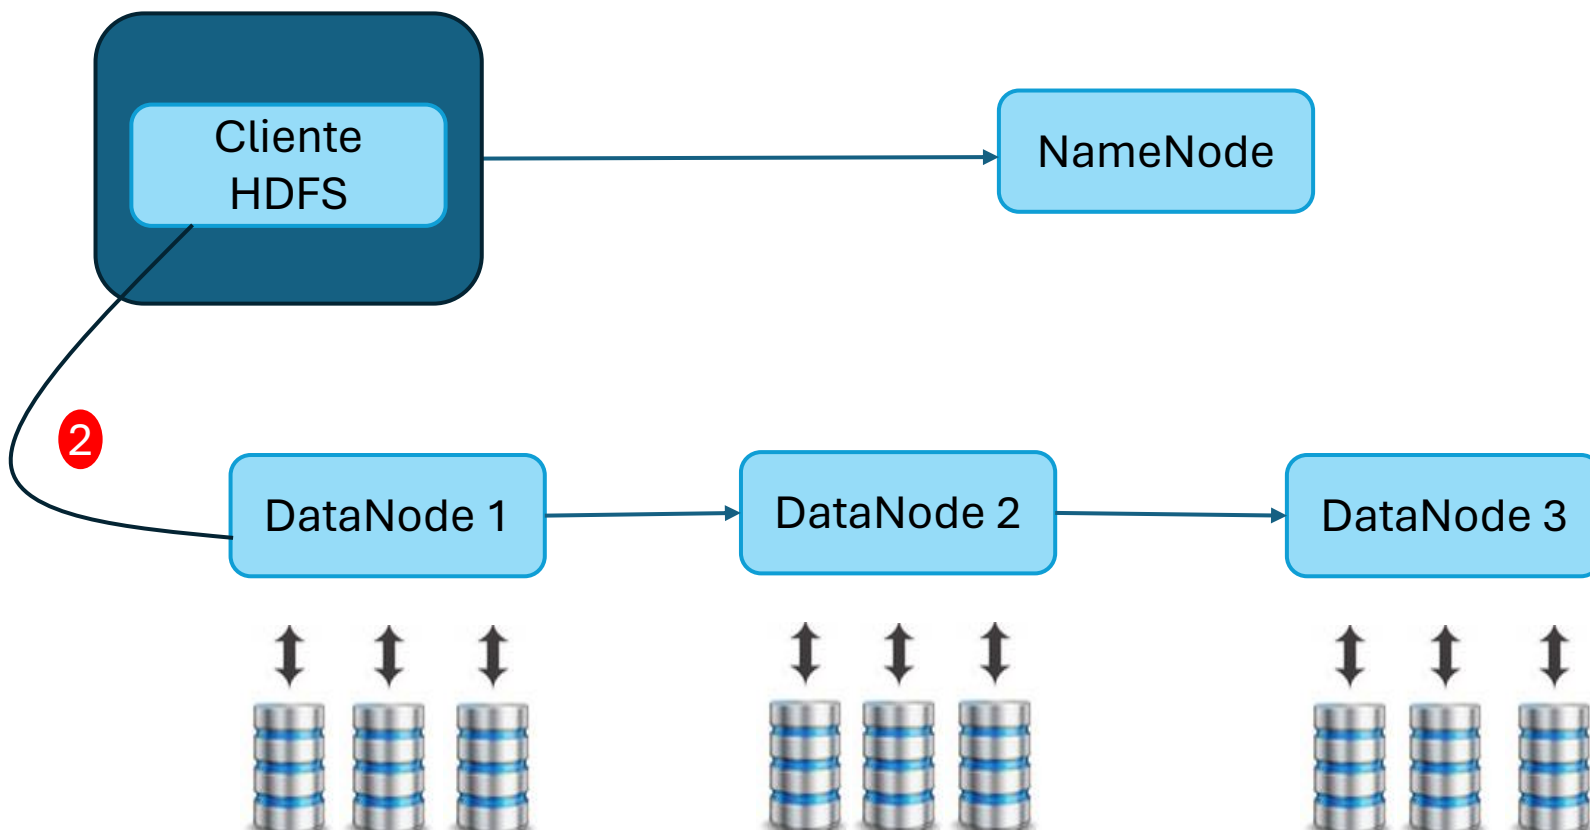 Cliente
HDFS
NameNode
2
DataNode 1
DataNode 2
DataNode 3